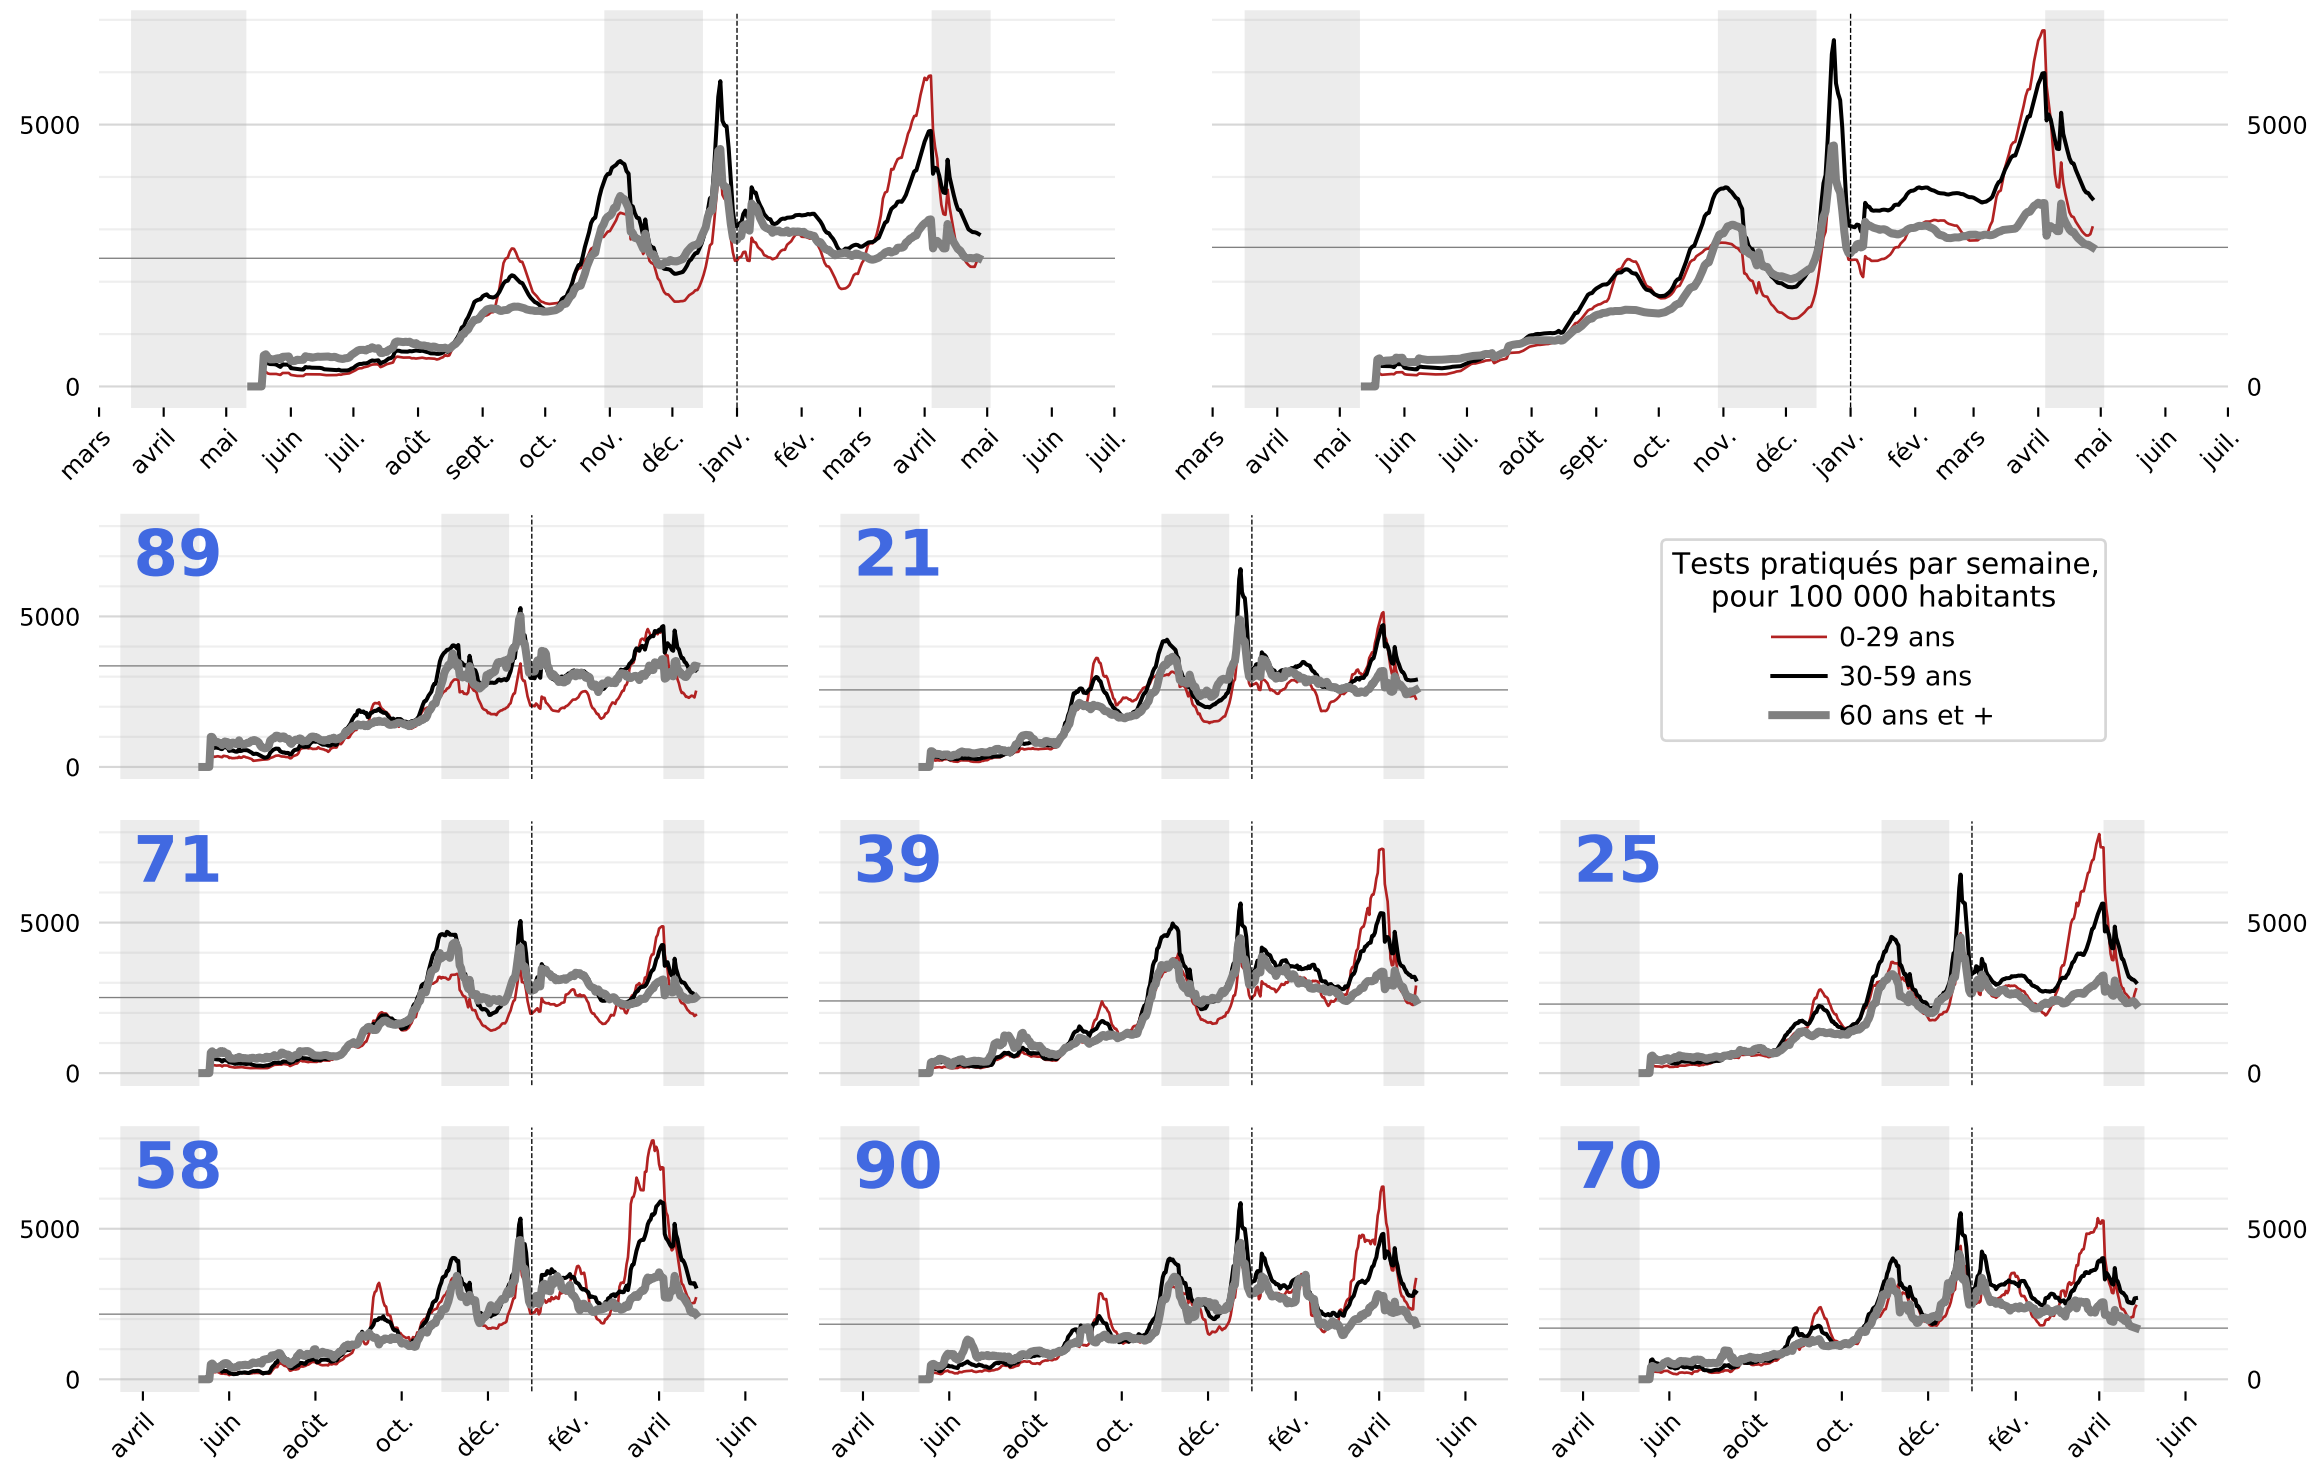 5000
0
mars avril mai juin juil. août sept. oct. nov. déc. janv. fév. mars avril mai juin juil.
5000
0
mars avril mai juin juil. août sept. oct. nov. déc. janv. fév. mars avril mai juin juil.
89
5000
0
21
Tests pratiqués par semaine,
pour 100 000 habitants
0-29 ans
30-59 ans
60 ans et +
71
5000
0
39
25
5000
0
58
5000
0
avril juin août oct. déc. fév. avril juin
90
avril juin août oct. déc. fév. avril juin
70
5000
0
avril juin août oct. déc. fév. avril juin